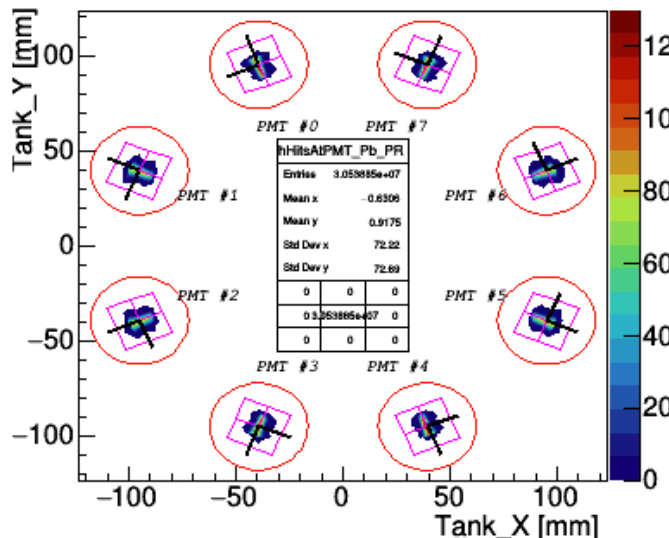 PMT #0
PMT #7
hHitsAtPMT_Pb_PR
Entries 3.053885e+07
Mean x −0.6306
Mean y 0.9175
Std Dev x 72.22
Std Dev y 72.69
0 0 0
0 3.053885e+07 0
0 0 0
PMT #1
PMT #6
PMT #2
PMT #5
PMT #3
PMT #4
Tank_Y [mm]
100
50
0
−50
−100
−100 −50 0 50 100
Tank_X [mm]
120
100
80
60
40
20
0